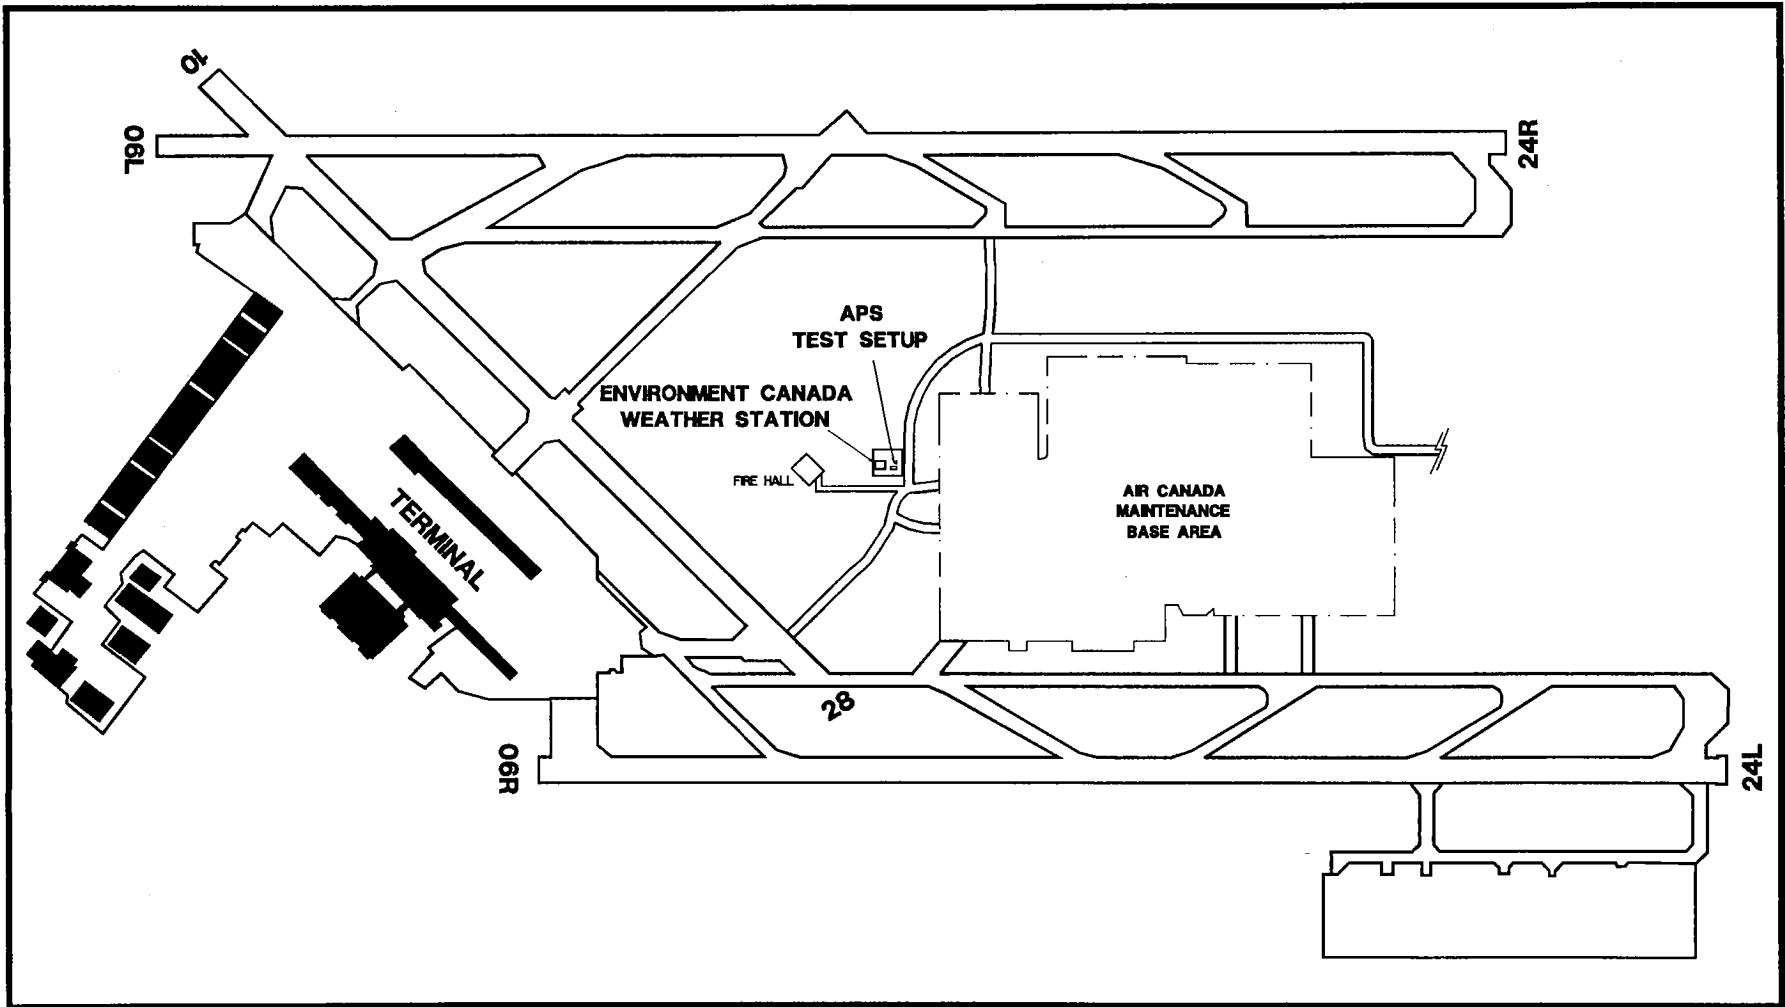 10
06L
24R
APS
TEST SETUP
ENVIRONMENT CANADA
WEATHER STATION
FIRE HALL
TERMINAL
AIR CANADA
MAINTENANCE
BASE AREA
28
06R
24L